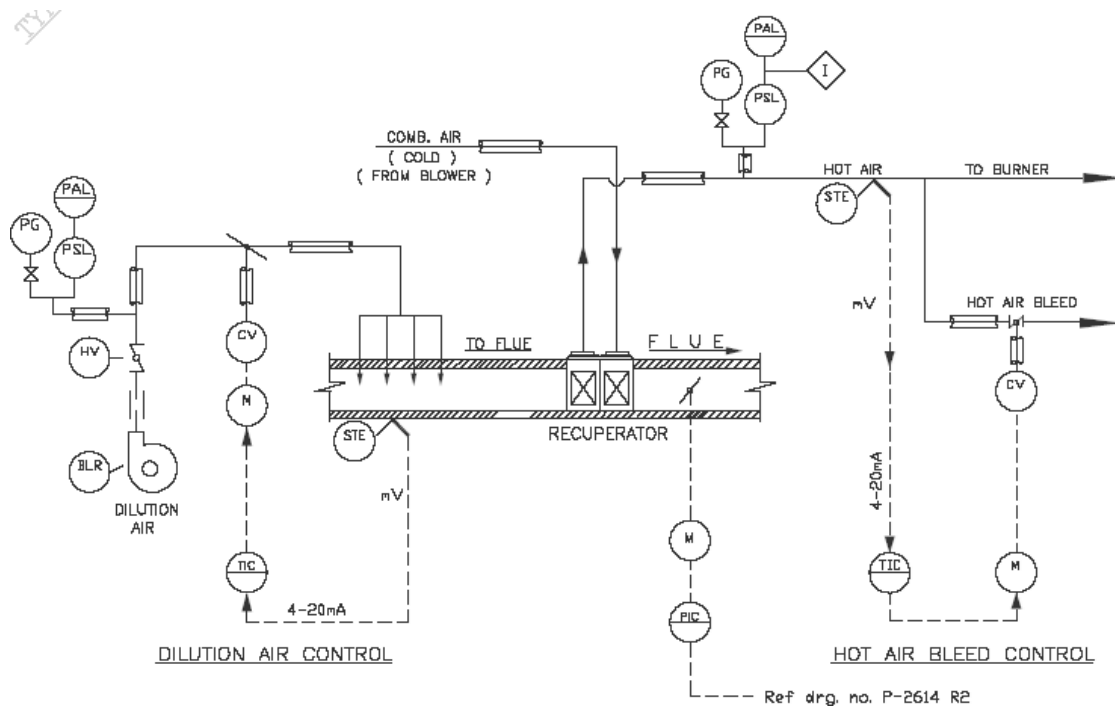 TYP
PAL
I
PG
PSL
COMB. AIR
( COLD )
( FROM BLOWER )
HOT AIR
TO BURNER
STE
PAL
PG
PSL
mV
HOT AIR BLEED
CV
TO FLUE
FLUE
HV
M
CV
STE
RECUPERATOR
BLR
mV
4-20mA
DILUTION
AIR
TIC
M
TIC
M
4-20mA
PIC
DILUTION AIR CONTROL
HOT AIR BLEED CONTROL
Ref drg. no. P-2614 R2